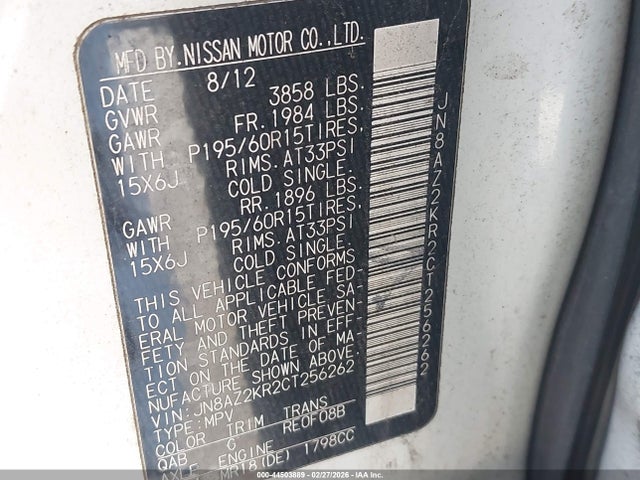 MFD BY.NISSAN MOTOR CO.,LTD.
DATE 8/12
GVWR 3858 LBS.
GAWR FR. 1984 LBS.
WITH P195/60R15TIRES,
15X6J RIMS. AT33PSI
COLD SINGLE.
GAWR RR. 1896 LBS.
WITH P195/60R15TIRES,
15X6J RIMS. AT33PSI
COLD SINGLE.
THIS VEHICLE CONFORMS
TO ALL APPLICABLE FED-
ERAL MOTOR VEHICLE SA-
FETY AND THEFT PREVEN-
TION STANDARDS IN EFF-
ECT ON THE DATE OF MA-
NUFACTURE SHOWN ABOVE.
VIN: JN8AZ2KR2CT256262
TYPE: MPV
COLOR TRIM TRANS
QAB G RE0F08B
AXLE ENGINE
MR18(DE) 1798CC
JN8AZ2KR2CT256262
000-44503889 - 02/27/2026 - IAABU